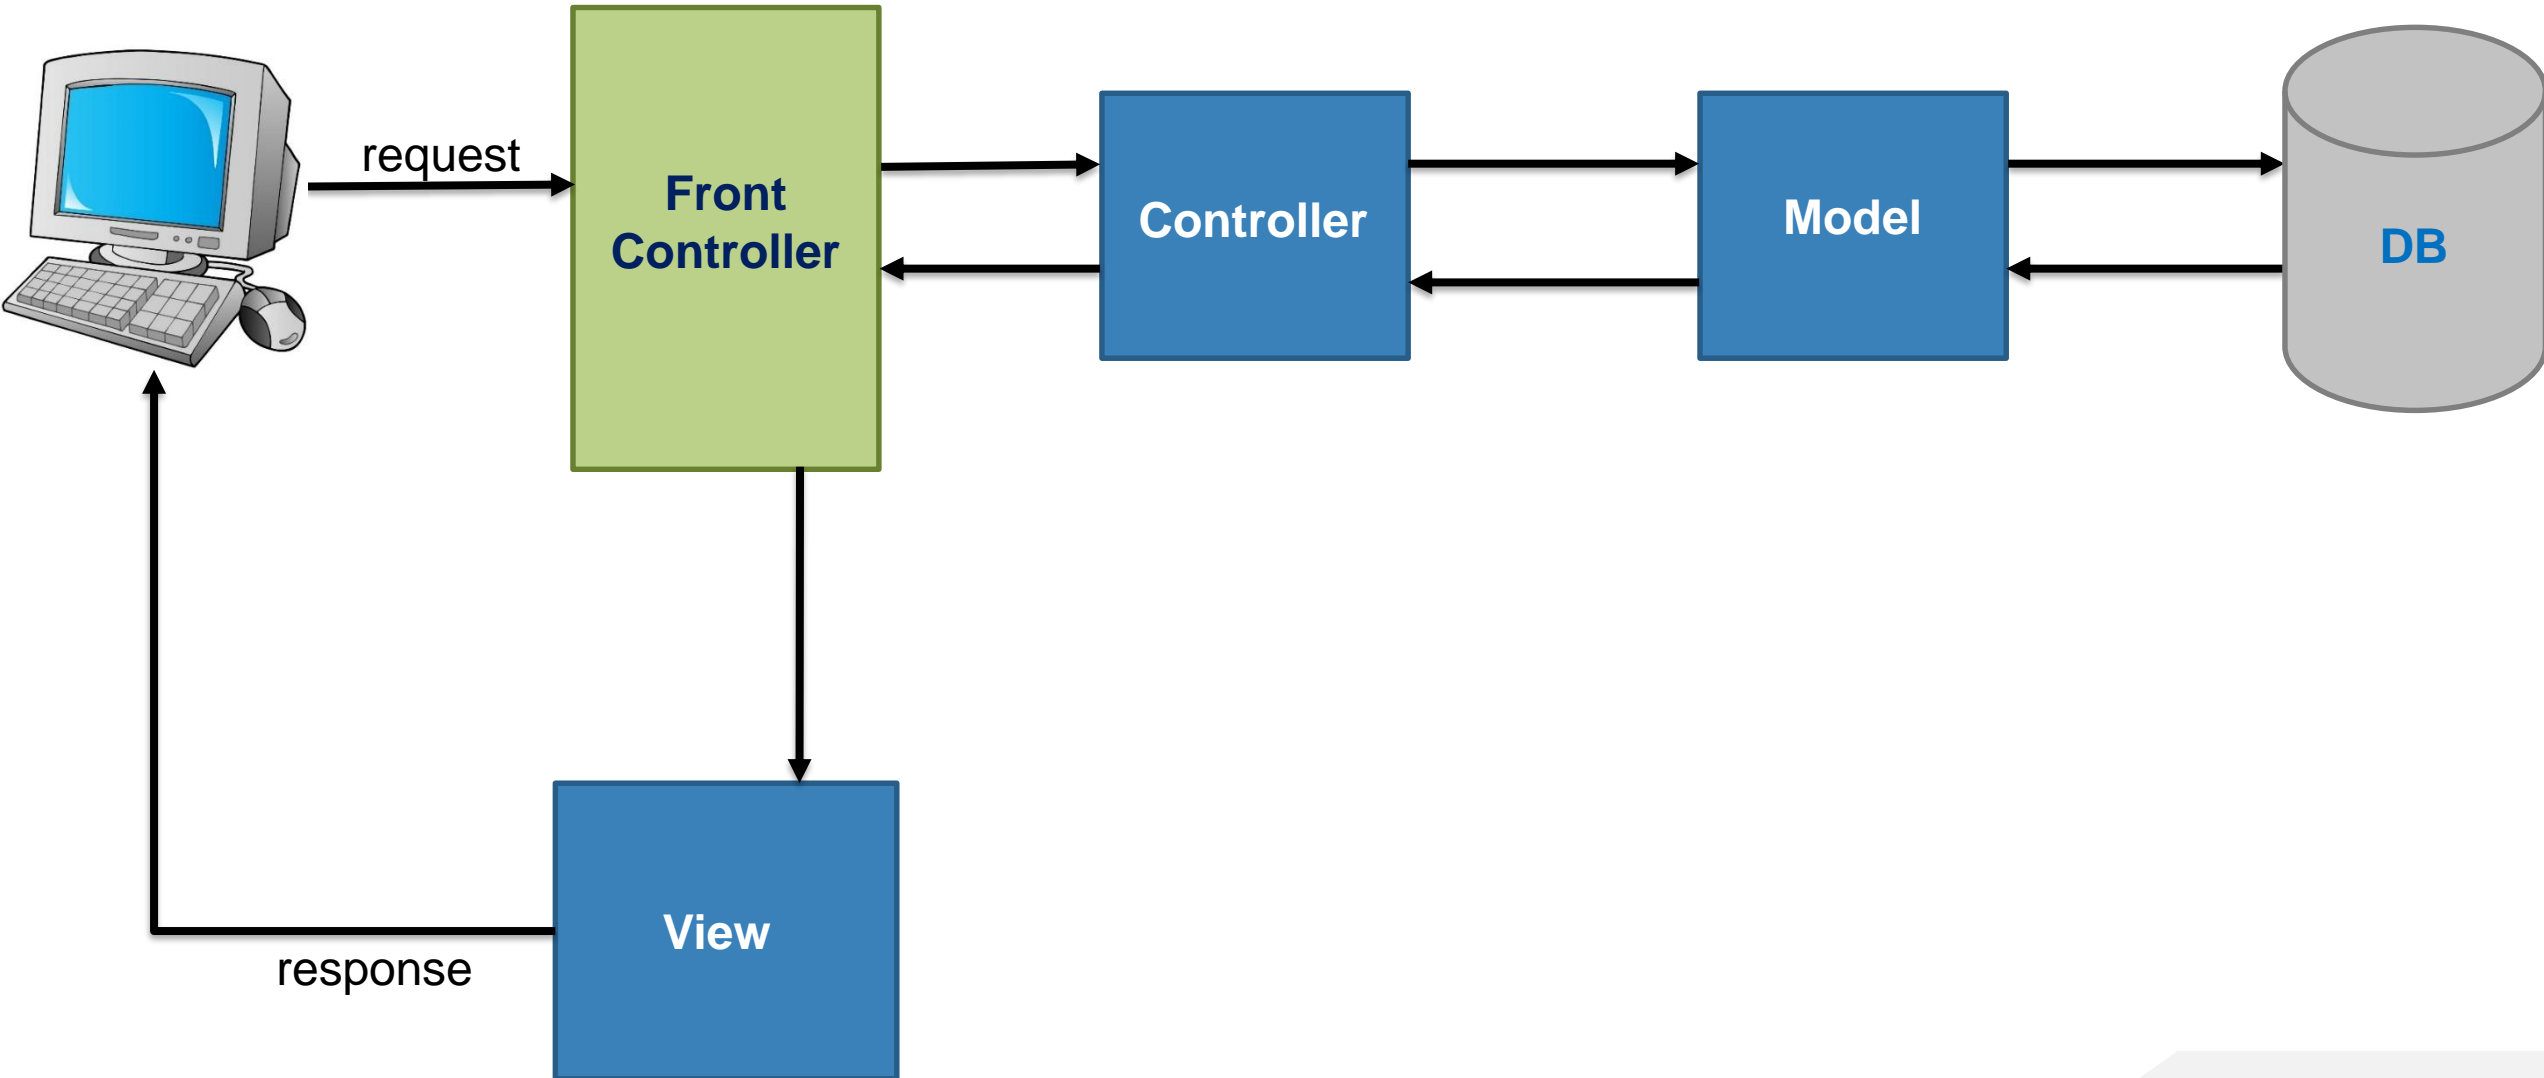 request
Front
Controller
Controller
Model
DB
View
response